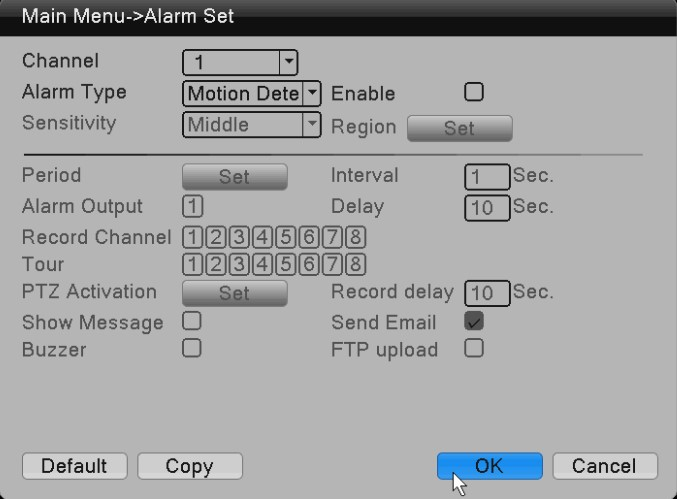 Main Menu->Alarm Set
Channel 1
Alarm Type Motion Dete Enable
Sensitivity Middle Region Set
Period Set Interval 1 Sec.
Alarm Output 1 Delay 10 Sec.
Record Channel 1 2 3 4 5 6 7 8
Tour 1 2 3 4 5 6 7 8
PTZ Activation Set Record delay 10 Sec.
Show Message Send Email
Buzzer FTP upload
Default Copy OK Cancel